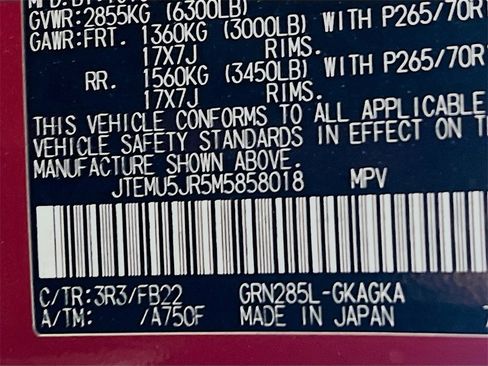 GVWR: 2855KG (6300LB)
GAWR: FRT. 1360KG (3000LB) WITH P265/70R
17X7J RIMS.
RR. 1560KG (3450LB) WITH P265/70R
17X7J RIMS.
THIS VEHICLE CONFORMS TO ALL APPLICABLE
VEHICLE SAFETY STANDARDS IN EFFECT ON
MANUFACTURE SHOWN ABOVE.
JTEMU5JR5M5858018 MPV
C/TR: 3R3/FB22 GRN285L-GKAGKA
A/TM: /A750F MADE IN JAPAN